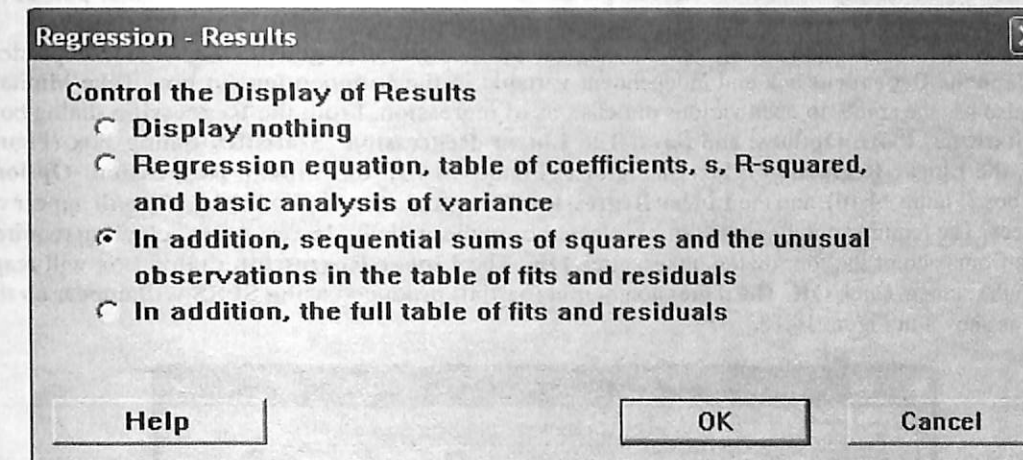 Regression - Results
Control the Display of Results
Display nothing
Regression equation, table of coefficients, s, R-squared,
and basic analysis of variance
In addition, sequential sums of squares and the unusual
observations in the table of fits and residuals
In addition, the full table of fits and residuals
Help
OK
Cancel